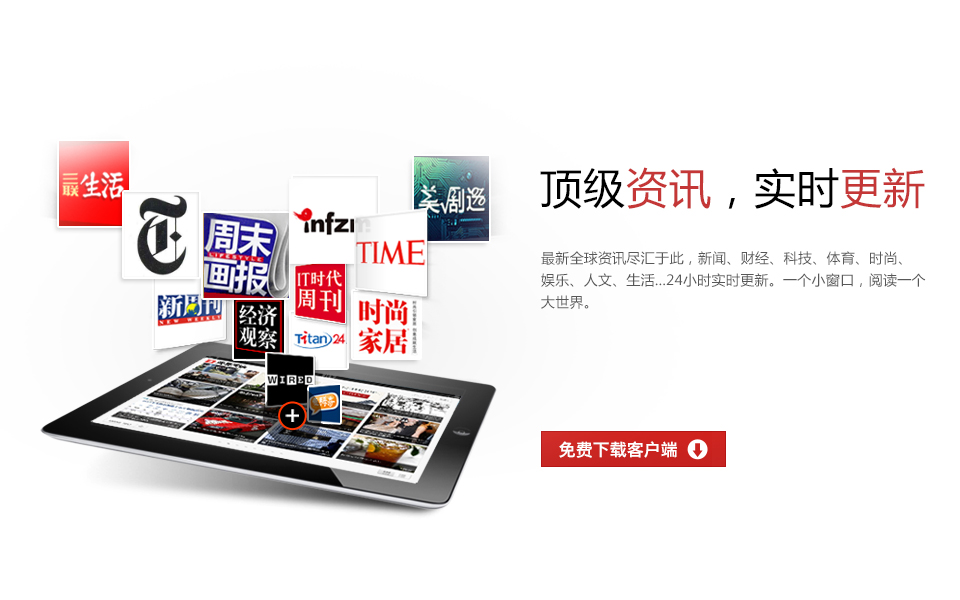 三联生活
T
周末
LIFESTYLE
画报
infzm
美剧迷
TIME
新周刊
NEW WEEKLY
IT时代
周刊
经济
观察
Titan24
时尚
家居
WIRED
顶级资讯，实时更新
最新全球资讯尽汇于此，新闻、财经、科技、体育、时尚、
娱乐、人文、生活...24小时实时更新。一个小窗口，阅读一个
大世界。
免费下载客户端